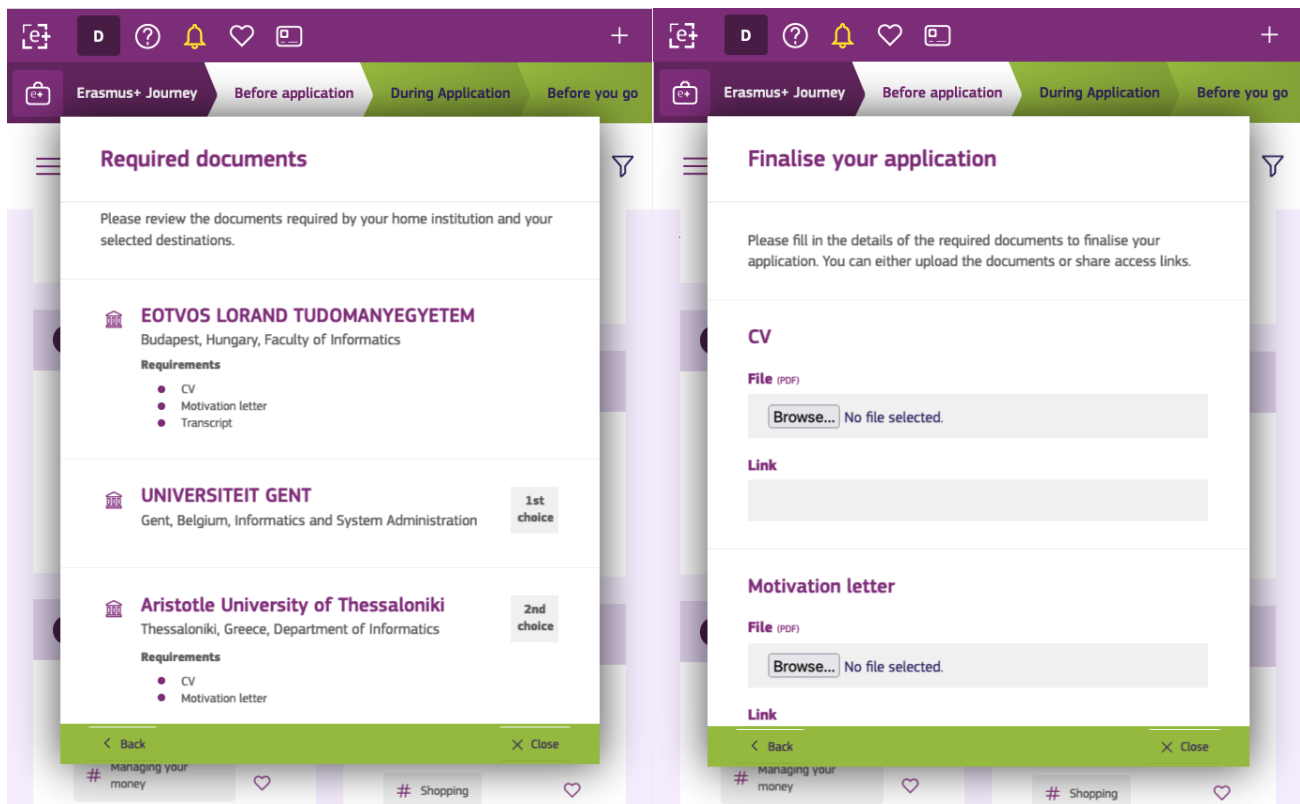 e+ D +
e+ Erasmus+ Journey Before application During Application Before you go
Required documents
Please review the documents required by your home institution and your
selected destinations.
EOTVOS LORAND TUDOMANYEGYETEM
Budapest, Hungary, Faculty of Informatics
Requirements
CV
Motivation letter
Transcript
UNIVERSITEIT GENT
Gent, Belgium, Informatics and System Administration
1st
choice
Aristotle University of Thessaloniki
Thessaloniki, Greece, Department of Informatics
2nd
choice
Requirements
CV
Motivation letter
Back Close
# Managing your
money
# Shopping
e+ D +
e+ Erasmus+ Journey Before application During Application Before you go
Finalise your application
Please fill in the details of the required documents to finalise your
application. You can either upload the documents or share access links.
CV
File (PDF)
Browse... No file selected.
Link
Motivation letter
File (PDF)
Browse... No file selected.
Link
Back Close
# Managing your
money
# Shopping